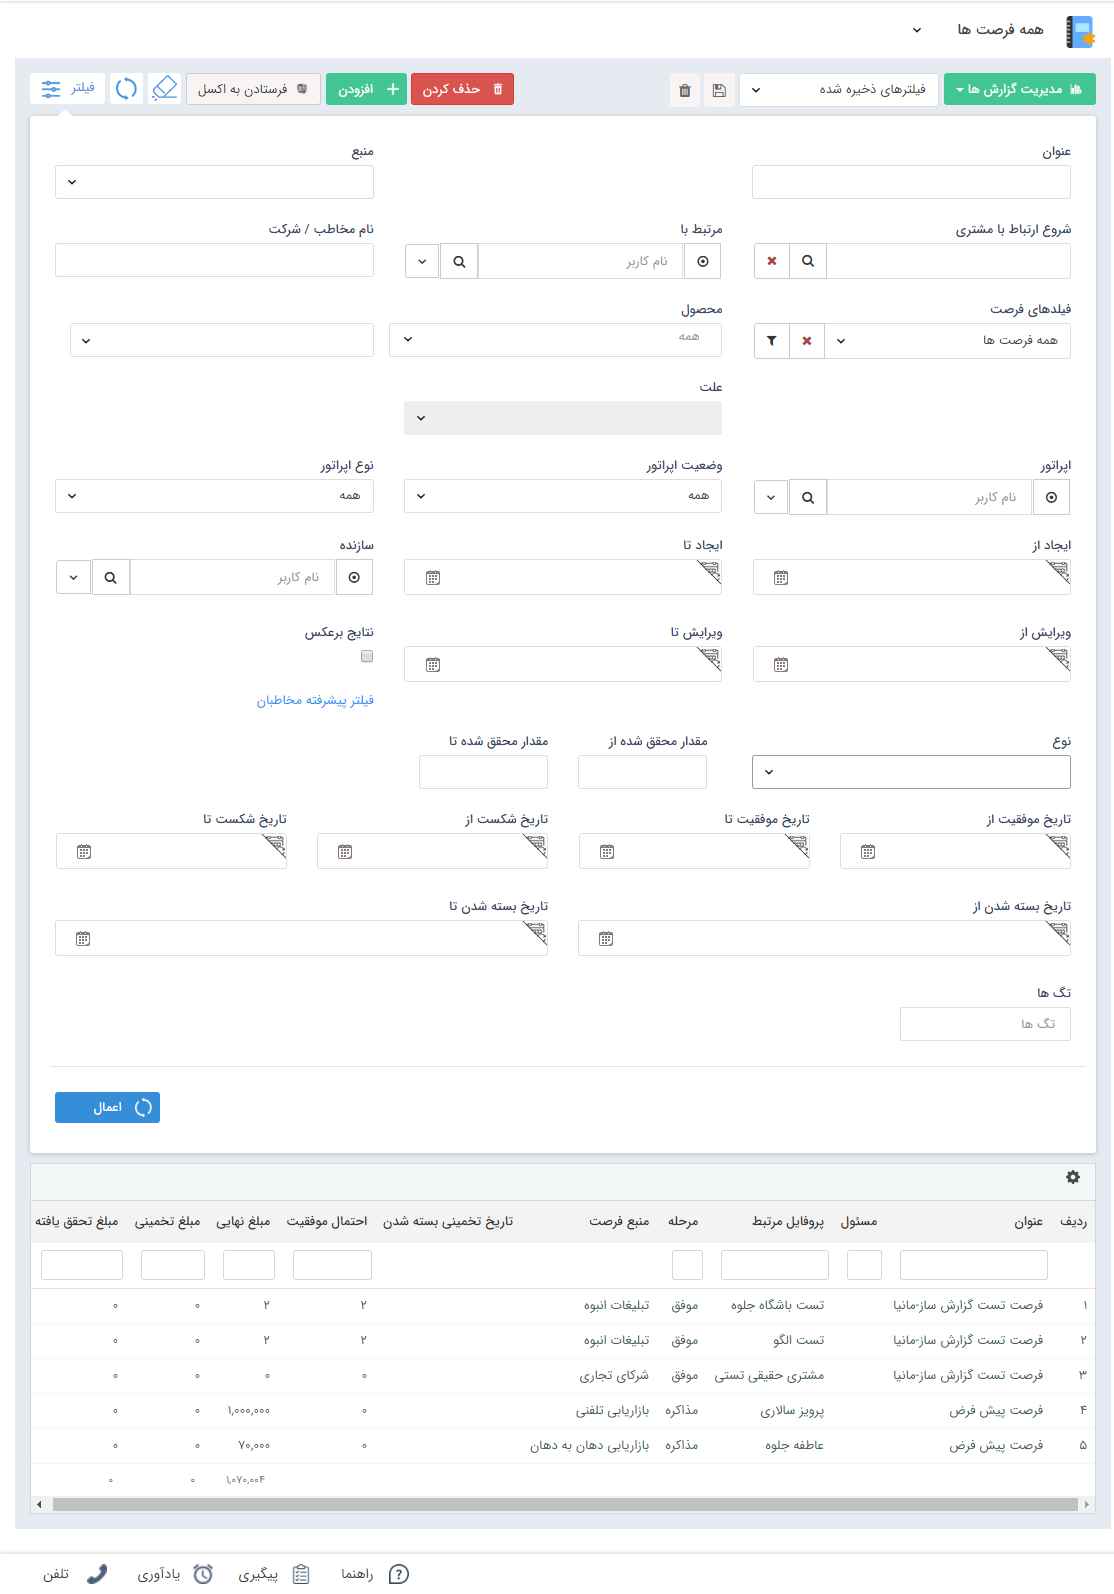 همه فرصت ها
مدیریت گزارش ها فیلترهای ذخیره شده حذف کردن افزودن فرستادن به اکسل فیلتر
عنوان منبع
شروع ارتباط با مشتری مرتبط با نام مخاطب / شرکت
نام کاربر
فیلدهای فرصت محصول
همه فرصت ها همه
علت
اپراتور وضعیت اپراتور نوع اپراتور
نام کاربر همه همه
ایجاد از ایجاد تا سازنده
نام کاربر
ویرایش از ویرایش تا نتایج برعکس
فیلتر پیشرفته مخاطبان
نوع مقدار محقق شده از مقدار محقق شده تا
تاریخ موفقیت از تاریخ موفقیت تا تاریخ شکست از تاریخ شکست تا
تاریخ بسته شدن از تاریخ بسته شدن تا
تگ ها
تگ ها
اعمال
ردیف عنوان مسئول پروفایل مرتبط مرحله منبع فرصت تاریخ تخمینی بسته شدن احتمال موفقیت مبلغ نهایی مبلغ تخمینی مبلغ تحقق یافته
۱ فرصت تست گزارش ساز-مانیا تست باشگاه جلوه موفق تبلیغات انبوه ۲ ۲ ۰ ۰
۲ فرصت تست گزارش ساز-مانیا تست الگو موفق تبلیغات انبوه ۲ ۲ ۰ ۰
۳ فرصت تست گزارش ساز-مانیا مشتری حقیقی تستی موفق شرکای تجاری ۰ ۰ ۰ ۰
۴ فرصت پیش فرض پرویز سالاری مذاکره بازاریابی تلفنی ۰ ۱,۰۰۰,۰۰۰ ۰ ۰
۵ فرصت پیش فرض عاطفه جلوه مذاکره بازاریابی دهان به دهان ۰ ۷۰,۰۰۰ ۰ ۰
۱,۰۷۰,۰۰۴ ۰ ۰
راهنما پیگیری یادآوری تلفن